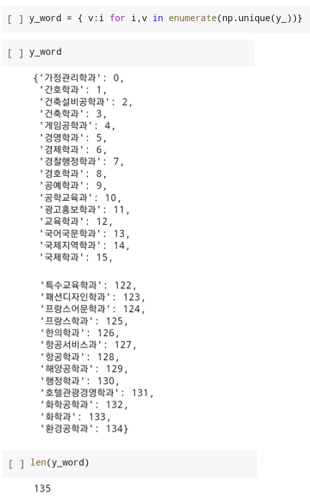 [ ] y_word = { v:i for i,v in enumerate(np.unique(y_))}
[ ] y_word
{'가정관리학과': 0,
'간호학과': 1,
'건축설비공학과': 2,
'건축학과': 3,
'게임공학과': 4,
'경영학과': 5,
'경제학과': 6,
'경찰행정학과': 7,
'경호학과': 8,
'공예학과': 9,
'공학교육과': 10,
'광고홍보학과': 11,
'교육학과': 12,
'국어국문학과': 13,
'국제지역학과': 14,
'국제학과': 15,
'특수교육학과': 122,
'패션디자인학과': 123,
'프랑스어문학과': 124,
'프랑스학과': 125,
'한의학과': 126,
'항공서비스과': 127,
'항공학과': 128,
'해양공학과': 129,
'행정학과': 130,
'호텔관광경영학과': 131,
'화학공학과': 132,
'화학과': 133,
'환경공학과': 134}
[ ] len(y_word)
135